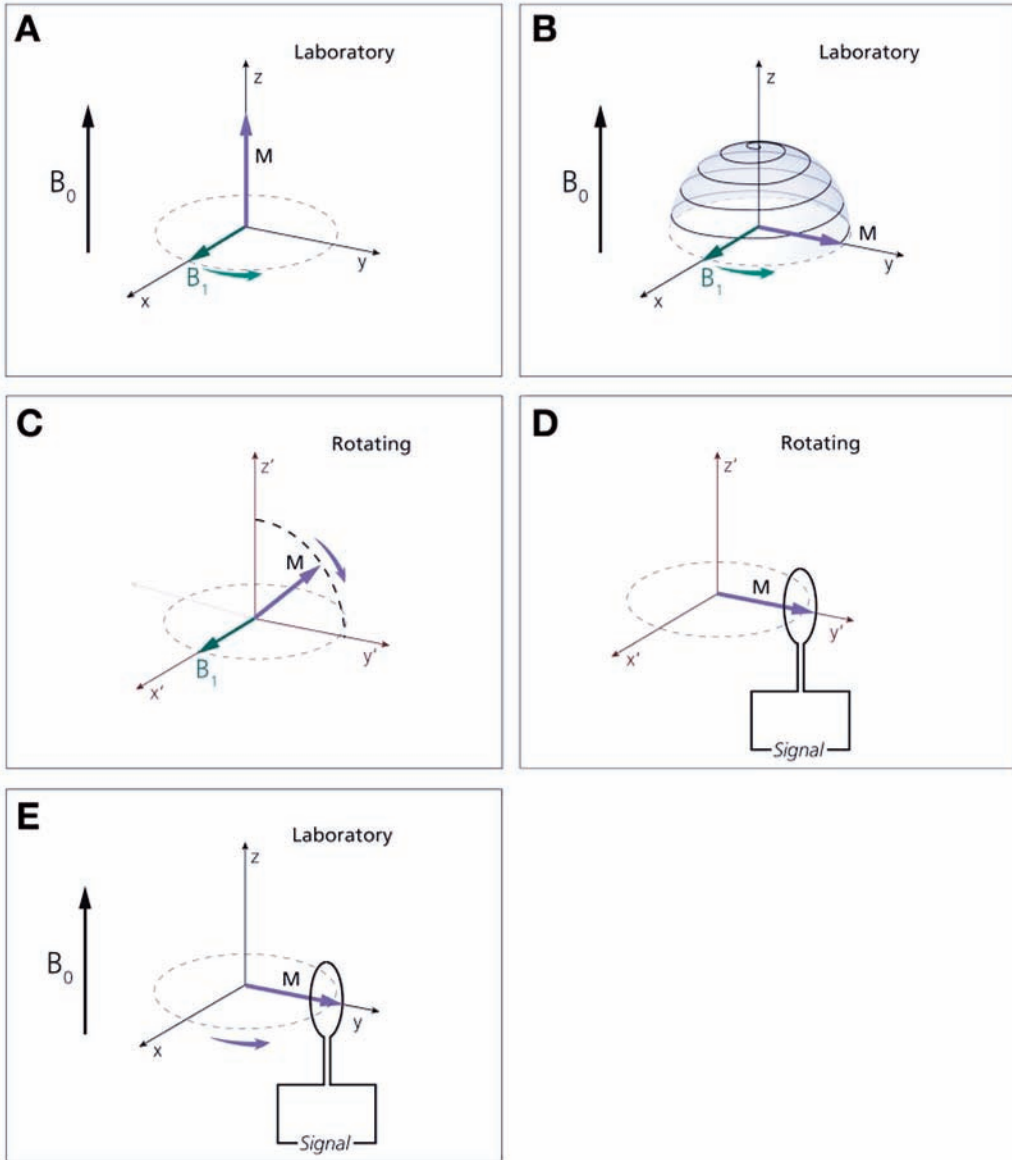 A
Laboratory
z
M
B₀
y
x
B₁
B
Laboratory
z
B₀
M
y
x
B₁
C
Rotating
z'
M
y'
x'
B₁
D
Rotating
z'
M
y'
x'
Signal
E
Laboratory
z
M
B₀
y
x
Signal